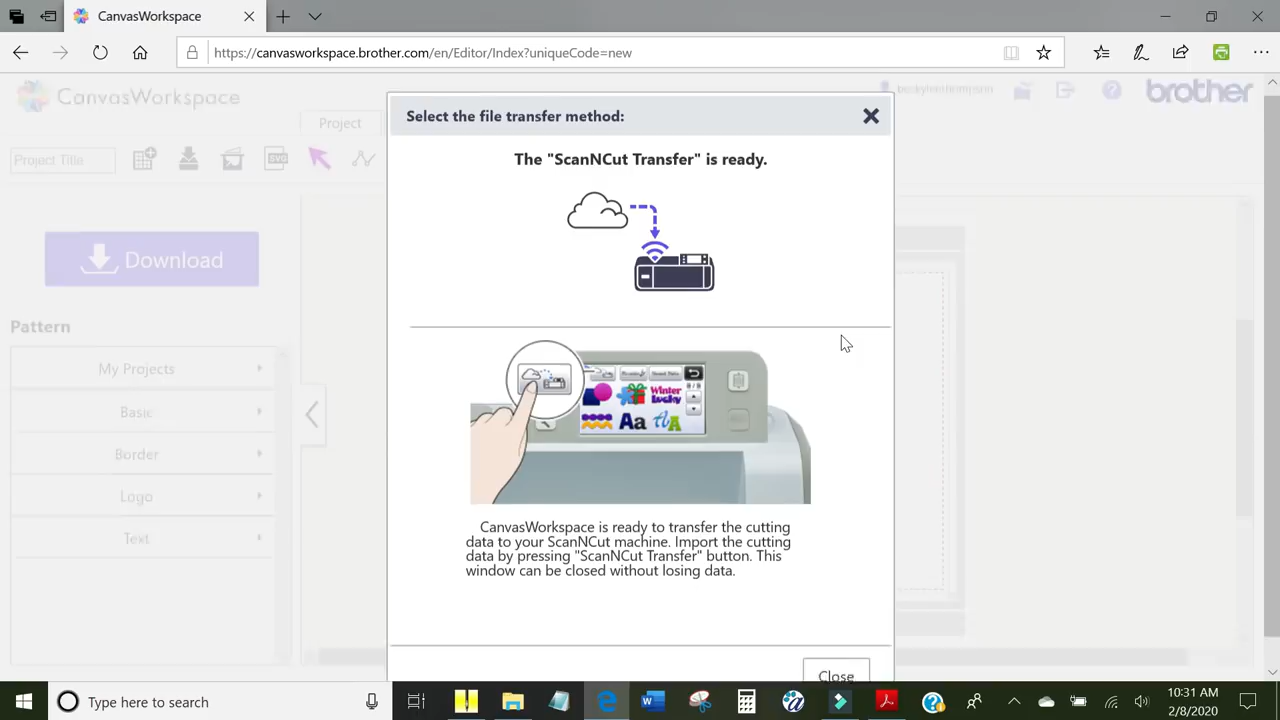 CanvasWorkspace
https://canvasworkspace.brother.com/en/Editor/Index?uniqueCode=new
CanvasWorkspace
brother
Project
Project Title
SVG
Download
Pattern
My Projects
Basic
Border
Logo
Text
Select the file transfer method:
The "ScanNCut Transfer" is ready.
Winter
Lucky
Aa
A
CanvasWorkspace is ready to transfer the cutting
data to your ScanNCut machine. Import the cutting
data by pressing "ScanNCut Transfer" button. This
window can be closed without losing data.
Close
Type here to search
10:31 AM
2/8/2020